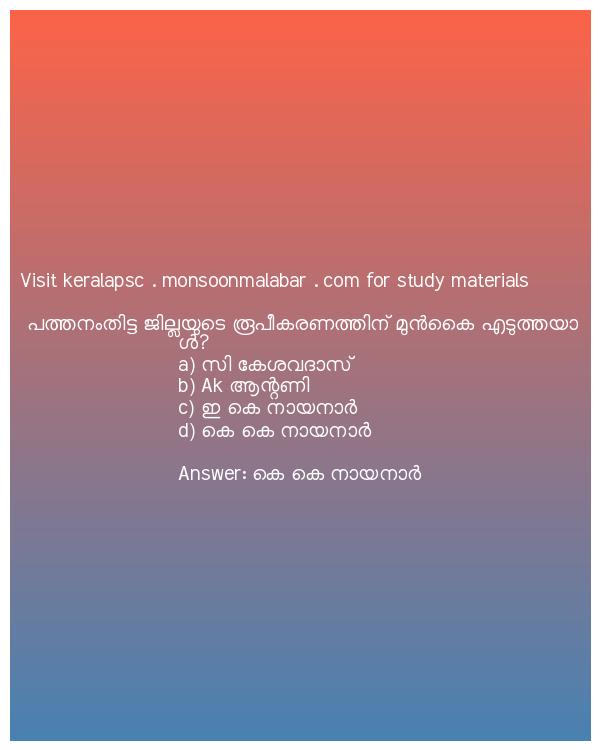 Visit keralapsc . monsoonmalabar . com for study materials
പത്തനംതിട്ട ജില്ലയുടെ രൂപീകരണത്തിന് മുൻകൈ എടുത്തയാ
ൾ?
a) സി കേശവദാസ്
b) Ak ആന്റണി
c) ഇ കെ നായനാർ
d) കെ കെ നായനാർ
Answer: കെ കെ നായനാർ